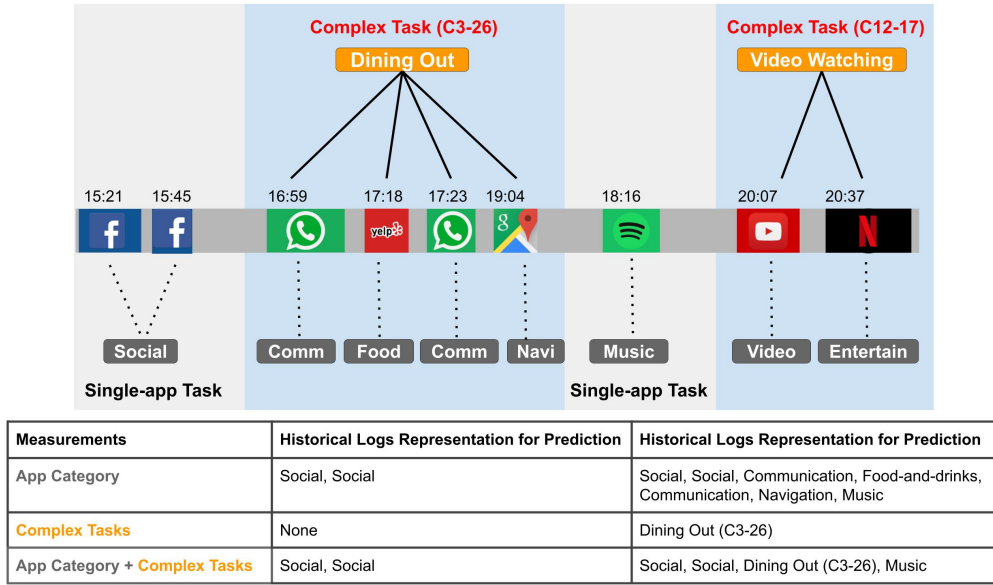 Complex Task (C3-26)
Complex Task (C12-17)
Dining Out
Video Watching
15:21
15:45
16:59
17:18
17:23
19:04
18:16
20:07
20:37
f
f
yelp
g
N
Social
Comm
Food
Comm
Navi
Music
Video
Entertain
Single-app Task
Single-app Task
Measurements
Historical Logs Representation for Prediction
Historical Logs Representation for Prediction
App Category
Social, Social
Social, Social, Communication, Food-and-drinks,
Communication, Navigation, Music
Complex Tasks
None
Dining Out (C3-26)
App Category + Complex Tasks
Social, Social
Social, Social, Dining Out (C3-26), Music